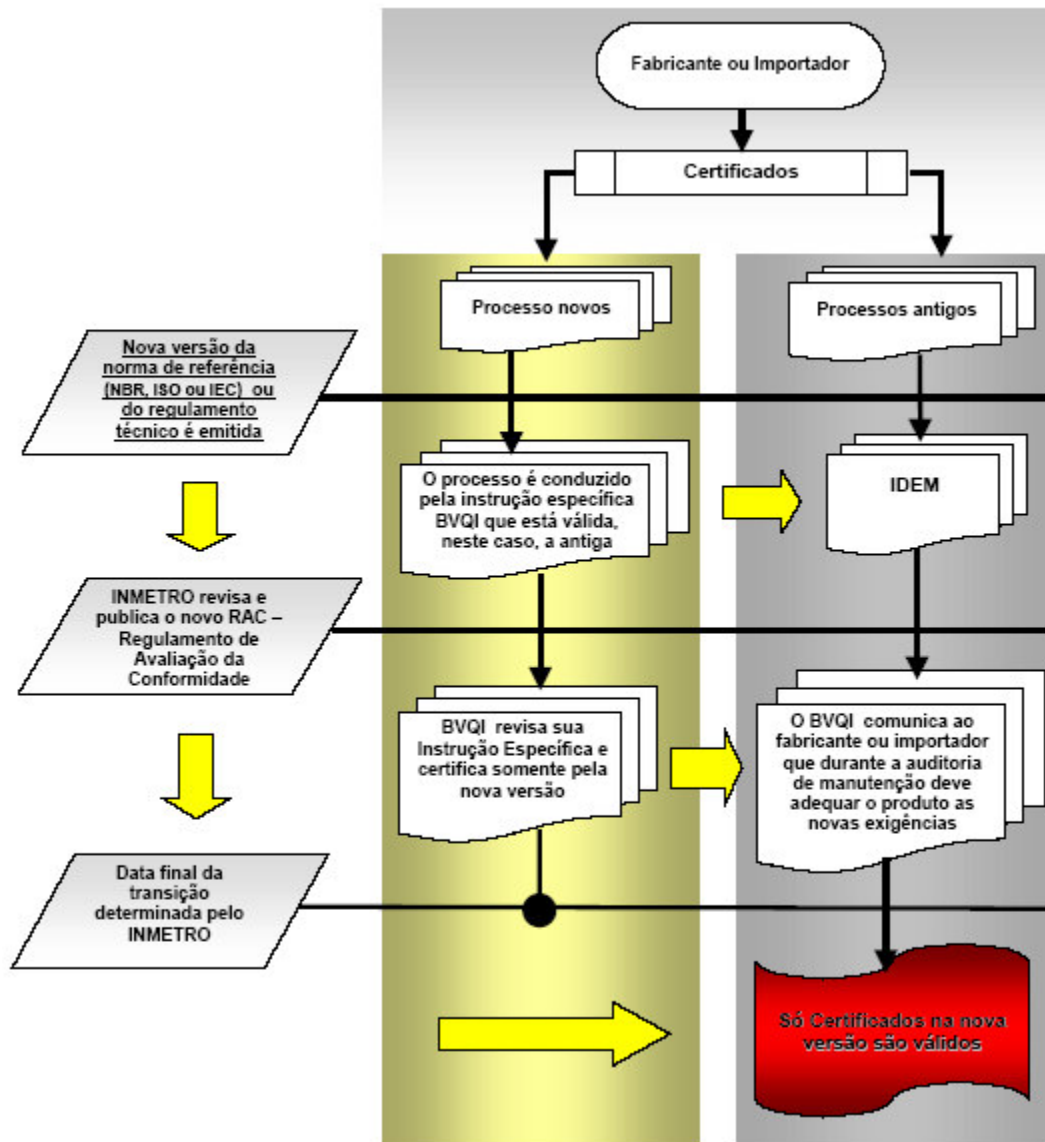 Fabricante ou Importador
Certificados
Processo novos
Processos antigos
Nova versão da
norma de referência
(NBR, ISO ou IEC) ou
do regulamento
técnico é emitida
O processo é conduzido
pela instrução específica
BVQI que está válida,
neste caso, a antiga
IDEM
INMETRO revisa e
publica o novo RAC –
Regulamento de
Avaliação da
Conformidade
BVQI revisa sua
Instrução Específica e
certifica somente pela
nova versão
O BVQI comunica ao
fabricante ou importador
que durante a auditoria
de manutenção deve
adequar o produto as
novas exigências
Data final da
transição
determinada pelo
INMETRO
Só Certificados na nova
versão são válidos